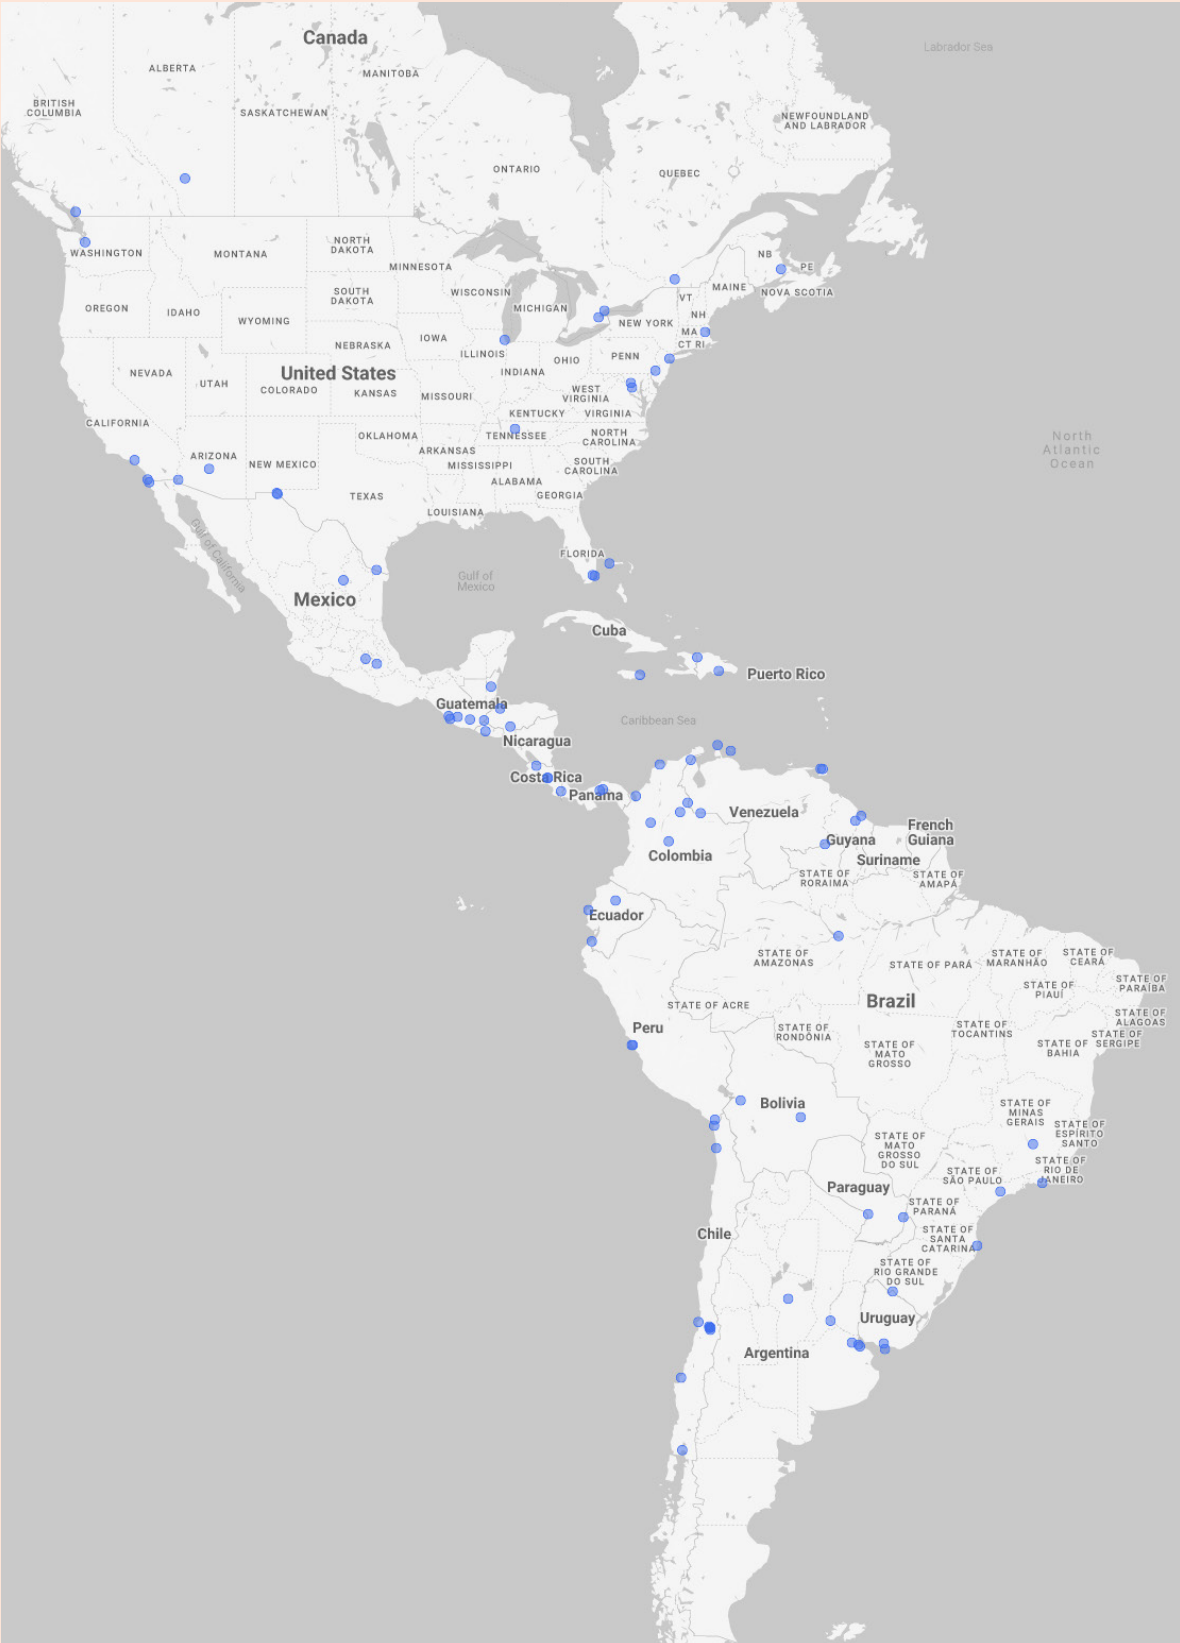 Canada
Labrador Sea
ALBERTA
MANITOBA
BRITISH
COLUMBIA
SASKATCHEWAN
NEWFOUNDLAND
AND LABRADOR
ONTARIO
QUEBEC
WASHINGTON
MONTANA
NORTH
DAKOTA
MINNESOTA
NB
PE
NOVA SCOTIA
MAINE
VT
NH
MA
CT RI
OREGON
IDAHO
WYOMING
SOUTH
DAKOTA
WISCONSIN
MICHIGAN
NEW YORK
NEBRASKA
IOWA
ILLINOIS
INDIANA
OHIO
PENN
NEVADA
UTAH
United States
COLORADO
KANSAS
MISSOURI
WEST
VIRGINIA
KENTUCKY
VIRGINIA
CALIFORNIA
OKLAHOMA
TENNESSEE
NORTH
CAROLINA
North
Atlantic
Ocean
ARIZONA
NEW MEXICO
ARKANSAS
MISSISSIPPI
SOUTH
CAROLINA
ALABAMA
TEXAS
GEORGIA
LOUISIANA
Gulf of California
FLORIDA
Gulf of
Mexico
Mexico
Cuba
Puerto Rico
Guatemala
Caribbean Sea
Nicaragua
Costa Rica
Panama
Venezuela
French
Guiana
Guyana
Colombia
Suriname
STATE OF
RORAIMA
STATE OF
AMAPÁ
Ecuador
STATE OF
AMAZONAS
STATE OF PARÁ
STATE OF
MARANHÃO
STATE OF
CEARÁ
STATE OF
PIAUÍ
STATE OF
PARAÍBA
STATE OF ACRE
Brazil
STATE OF
ALAGOAS
Peru
STATE OF
RONDÔNIA
STATE OF
TOCANTINS
STATE OF
SERGIPE
STATE OF
MATO
GROSSO
STATE OF
BAHIA
Bolivia
STATE OF
MINAS
GERAIS
STATE OF
ESPÍRITO
SANTO
STATE OF
MATO
GROSSO
DO SUL
STATE OF
RIO DE
JANEIRO
STATE OF
SÃO PAULO
Paraguay
STATE OF
PARANÁ
Chile
STATE OF
SANTA
CATARINA
STATE OF
RIO GRANDE
DO SUL
Uruguay
Argentina